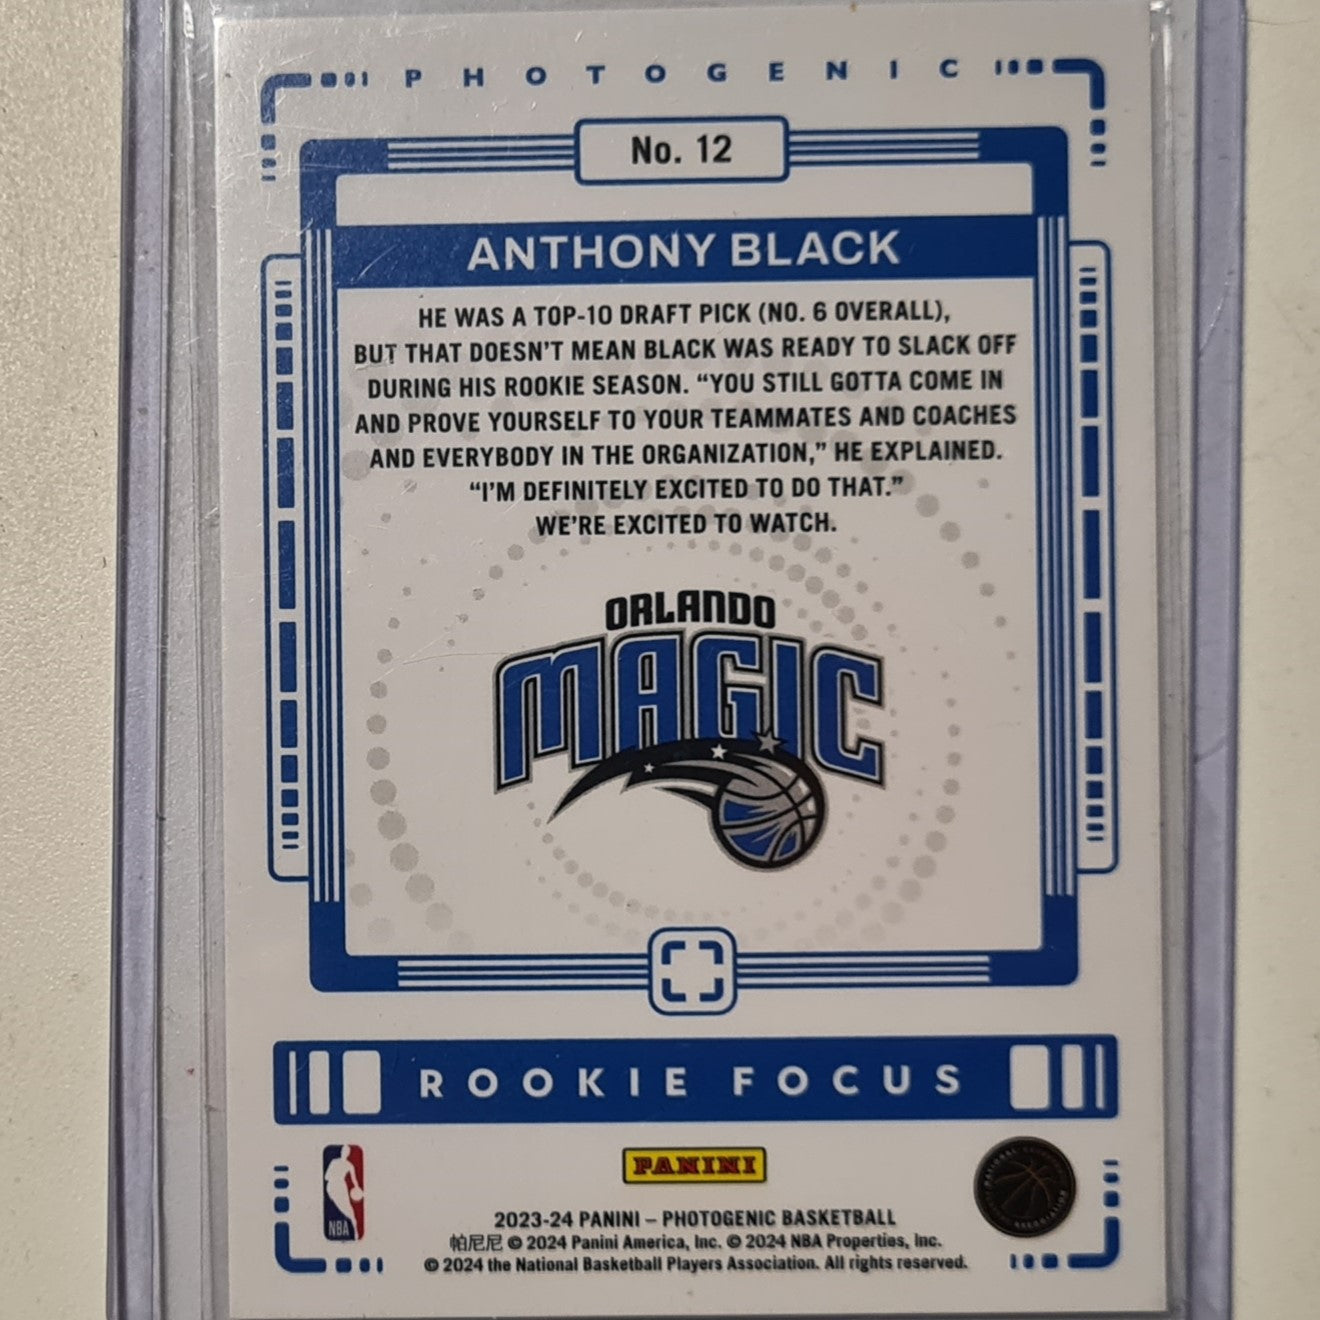 PHOTOGENIC
No. 12
ANTHONY BLACK
HE WAS A TOP-10 DRAFT PICK (NO. 6 OVERALL),
BUT THAT DOESN'T MEAN BLACK WAS READY TO SLACK OFF
DURING HIS ROOKIE SEASON. “YOU STILL GOTTA COME IN
AND PROVE YOURSELF TO YOUR TEAMMATES AND COACHES
AND EVERYBODY IN THE ORGANIZATION,” HE EXPLAINED.
“I'M DEFINITELY EXCITED TO DO THAT.”
WE'RE EXCITED TO WATCH.
ORLANDO
MAGIC
ROOKIE FOCUS
NBA
PANINI
2023-24 PANINI – PHOTOGENIC BASKETBALL
帕尼尼 © 2024 Panini America, Inc. © 2024 NBA Properties, Inc.
© 2024 the National Basketball Players Association. All rights reserved.